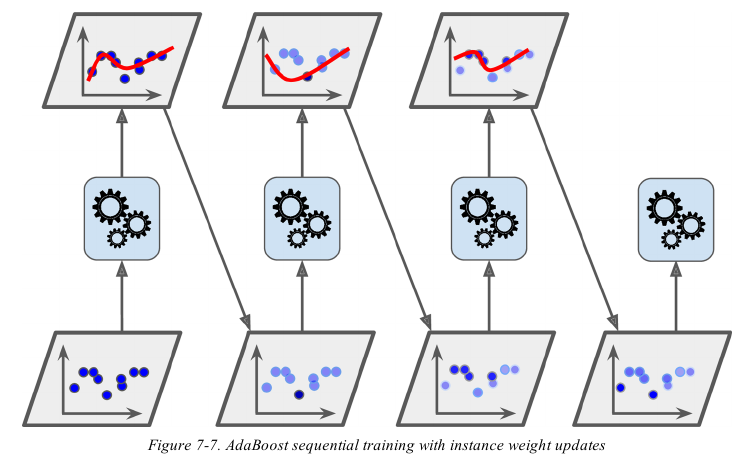 Figure 7-7. AdaBoost sequential training with instance weight updates